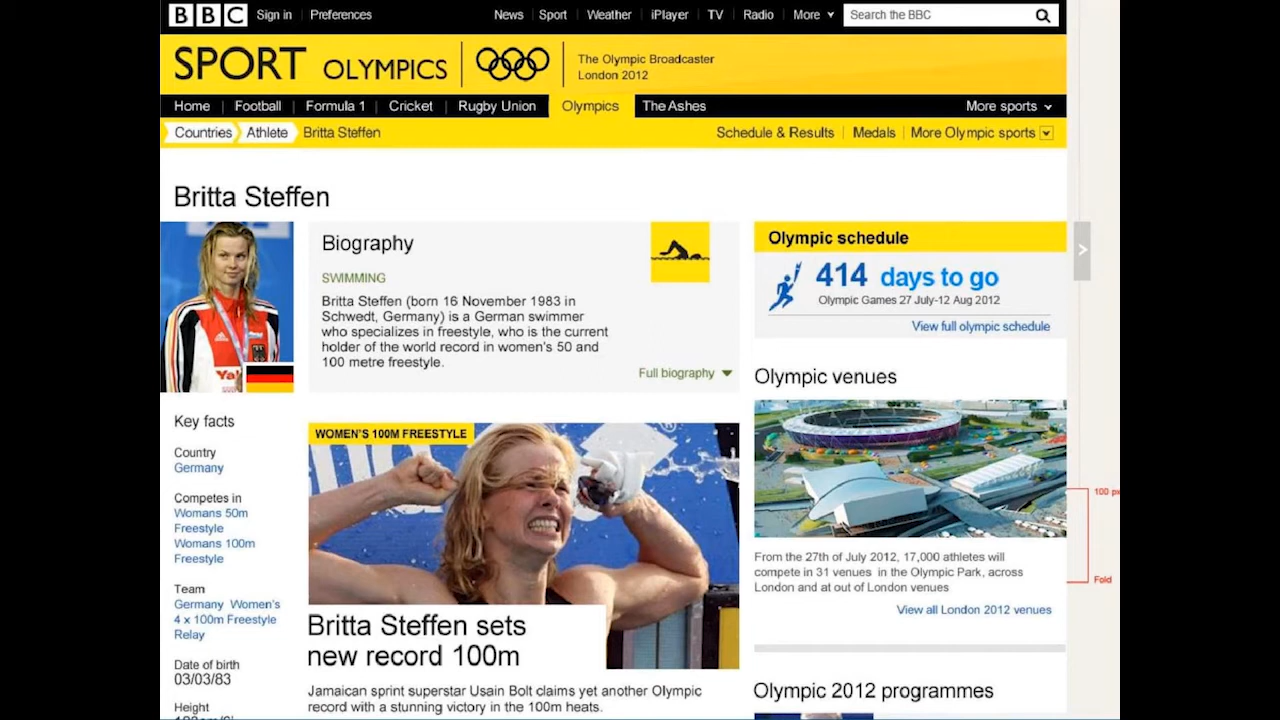 BBC Sign in Preferences News Sport Weather iPlayer TV Radio More Search the BBC
SPORT OLYMPICS
The Olympic Broadcaster
London 2012
Home Football Formula 1 Cricket Rugby Union Olympics The Ashes More sports
Countries Athlete Britta Steffen Schedule & Results Medals More Olympic sports
Britta Steffen
Biography
SWIMMING
Britta Steffen (born 16 November 1983 in
Schwedt, Germany) is a German swimmer
who specializes in freestyle, who is the current
holder of the world record in women's 50 and
100 metre freestyle.
Full biography
Olympic schedule
414 days to go
Olympic Games 27 July-12 Aug 2012
View full olympic schedule
Key facts
Country
Germany
Competes in
Womans 50m
Freestyle
Womans 100m
Freestyle
Team
Germany Women's
4 x 100m Freestyle
Relay
Date of birth
03/03/83
Height
WOMEN'S 100M FREESTYLE
Britta Steffen sets
new record 100m
Jamaican sprint superstar Usain Bolt claims yet another Olympic
record with a stunning victory in the 100m heats.
Olympic venues
From the 27th of July 2012, 17,000 athletes will
compete in 31 venues in the Olympic Park, across
London and at out of London venues
View all London 2012 venues
Olympic 2012 programmes
100 px
Fold